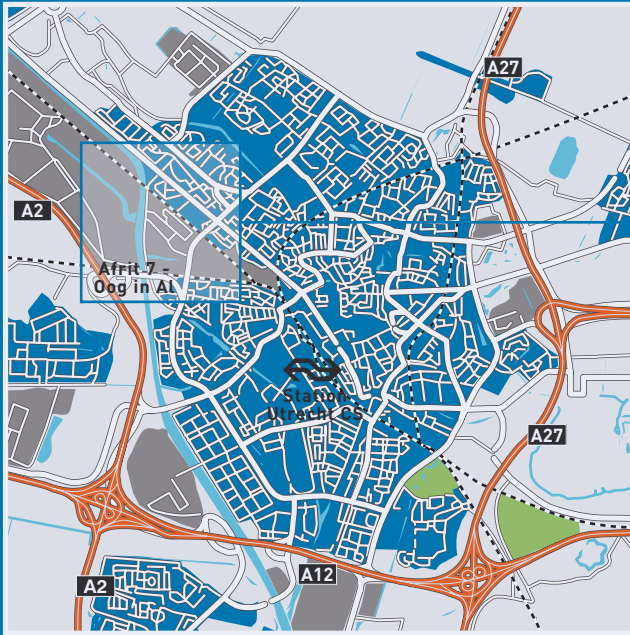 A27
A2
Afrit 7 -
Oog in AL
Station
Utrecht CS
A27
A2
A12